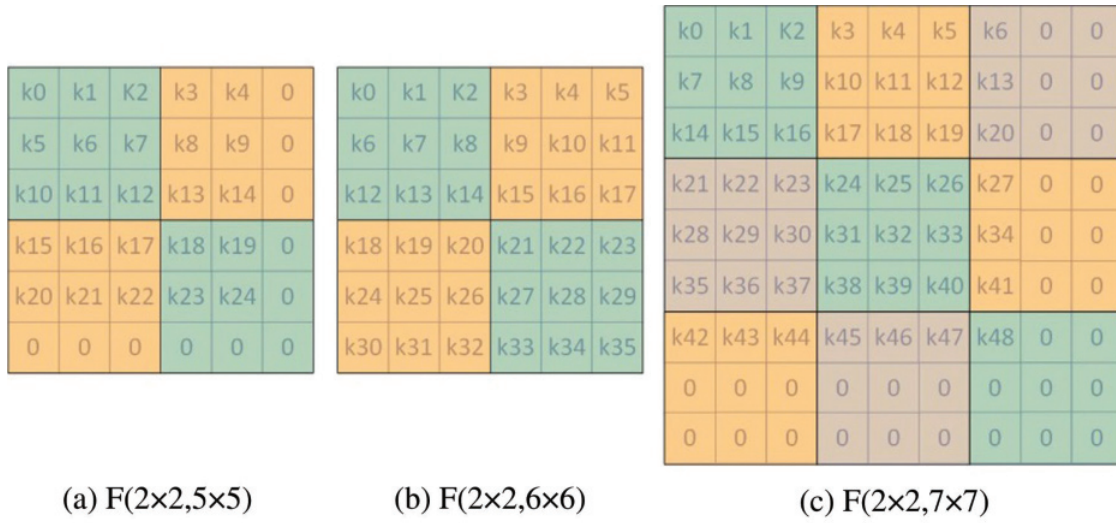 k0 k1 K2 k3 k4 0
k5 k6 k7 k8 k9 0
k10 k11 k12 k13 k14 0
k15 k16 k17 k18 k19 0
k20 k21 k22 k23 k24 0
0 0 0 0 0 0
(a) F(2×2,5×5)
k0 k1 K2 k3 k4 k5
k6 k7 k8 k9 k10 k11
k12 k13 k14 k15 k16 k17
k18 k19 k20 k21 k22 k23
k24 k25 k26 k27 k28 k29
k30 k31 k32 k33 k34 k35
(b) F(2×2,6×6)
k0 k1 K2 k3 k4 k5 k6 0 0
k7 k8 k9 k10 k11 k12 k13 0 0
k14 k15 k16 k17 k18 k19 k20 0 0
k21 k22 k23 k24 k25 k26 k27 0 0
k28 k29 k30 k31 k32 k33 k34 0 0
k35 k36 k37 k38 k39 k40 k41 0 0
k42 k43 k44 k45 k46 k47 k48 0 0
0 0 0 0 0 0 0 0 0
0 0 0 0 0 0 0 0 0
(c) F(2×2,7×7)